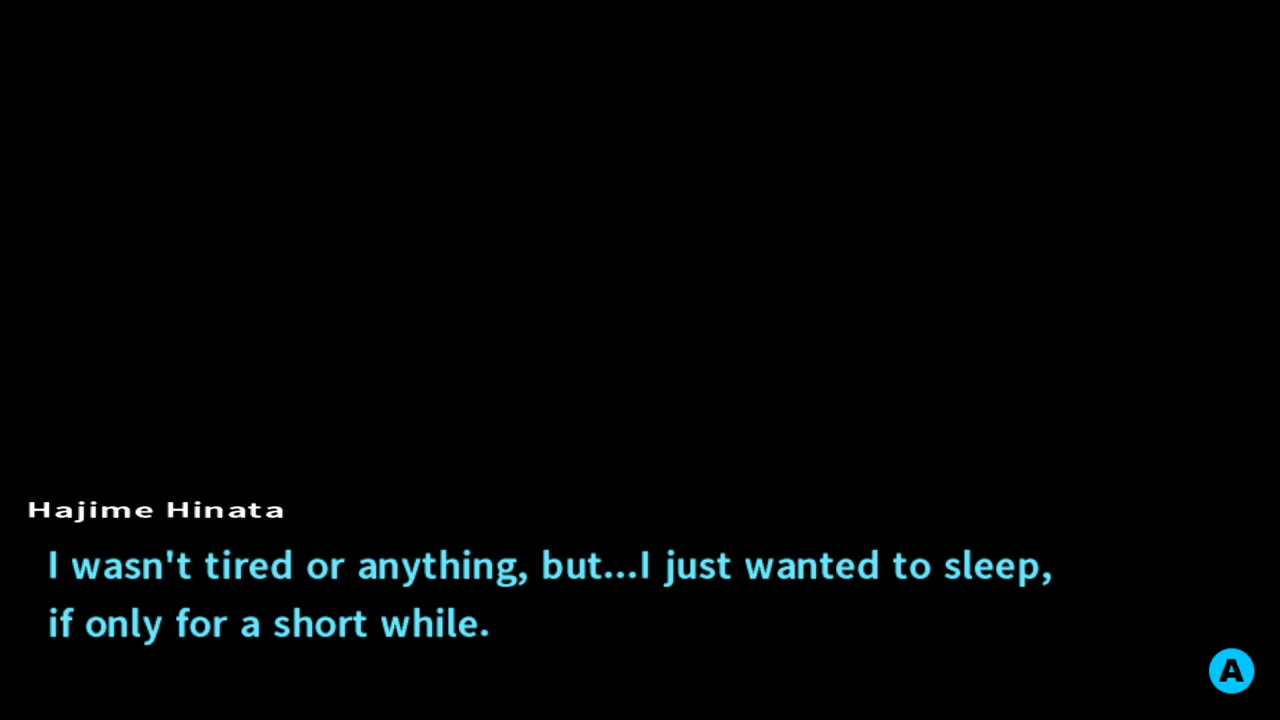 Hajime Hinata
I wasn't tired or anything, but...I just wanted to sleep,
if only for a short while.
A